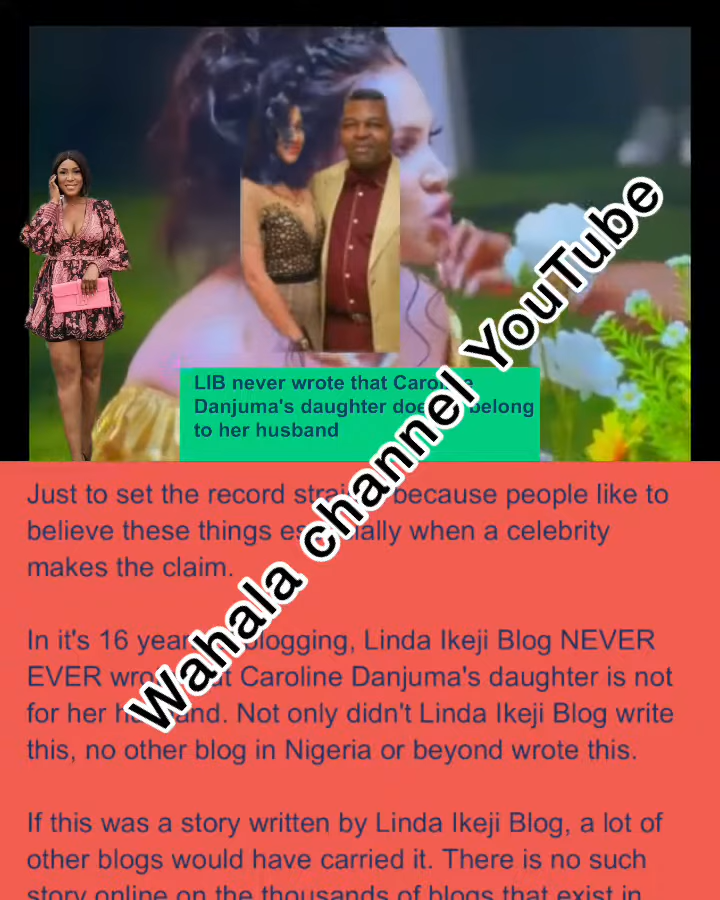 LIB never wrote that
Danjuma's daughter belong
to her husband
Just to set the record because people like to
believe these things when a celebrity
makes the claim.
In it's 16 blogging, Linda Ikeji Blog NEVER
EVER Caroline Danjuma's daughter is not
for her Not only didn't Linda Ikeji Blog write
this, no other blog in Nigeria or beyond wrote this.
If this was a story written by Linda Ikeji Blog, a lot of
other blogs would have carried it. There is no such
story online on the thousands of blogs that exist in
Wahala channel YouTube